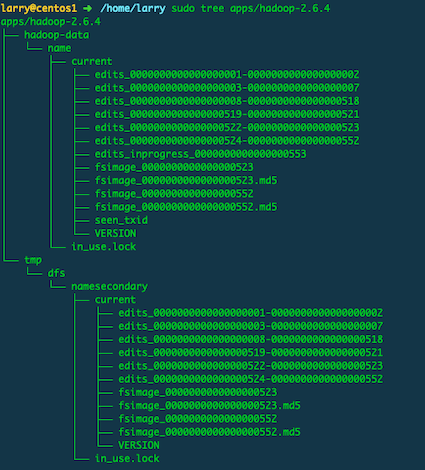 larry@centos1 ➜ /home/larry sudo tree apps/hadoop-2.6.4
apps/hadoop-2.6.4
├── hadoop-data
│   └── name
│       ├── current
│       │   ├── edits_0000000000000000001-0000000000000000002
│       │   ├── edits_0000000000000000003-0000000000000000007
│       │   ├── edits_0000000000000000008-0000000000000000518
│       │   ├── edits_0000000000000000519-0000000000000000521
│       │   ├── edits_0000000000000000522-0000000000000000523
│       │   ├── edits_0000000000000000524-0000000000000000552
│       │   ├── edits_inprogress_0000000000000000553
│       │   ├── fsimage_0000000000000000523
│       │   ├── fsimage_0000000000000000523.md5
│       │   ├── fsimage_0000000000000000552
│       │   ├── fsimage_0000000000000000552.md5
│       │   ├── seen_txid
│       │   └── VERSION
│       └── in_use.lock
└── tmp
    └── dfs
        └── namesecondary
            ├── current
            │   ├── edits_0000000000000000001-0000000000000000002
            │   ├── edits_0000000000000000003-0000000000000000007
            │   ├── edits_0000000000000000008-0000000000000000518
            │   ├── edits_0000000000000000519-0000000000000000521
            │   ├── edits_0000000000000000522-0000000000000000523
            │   ├── edits_0000000000000000524-0000000000000000552
            │   ├── fsimage_0000000000000000523
            │   ├── fsimage_0000000000000000523.md5
            │   ├── fsimage_0000000000000000552
            │   ├── fsimage_0000000000000000552.md5
            │   └── VERSION
            └── in_use.lock